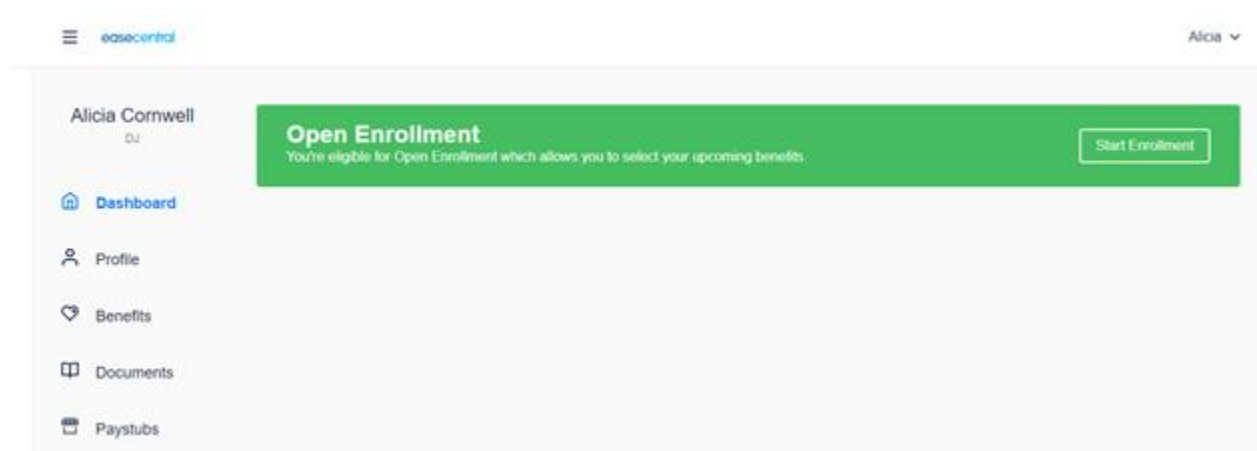 easecentral
Alicia
Alicia Cornwell
DJ
Open Enrollment
You're eligible for Open Enrollment which allows you to select your upcoming benefits
Start Enrollment
Dashboard
Profile
Benefits
Documents
Paystubs